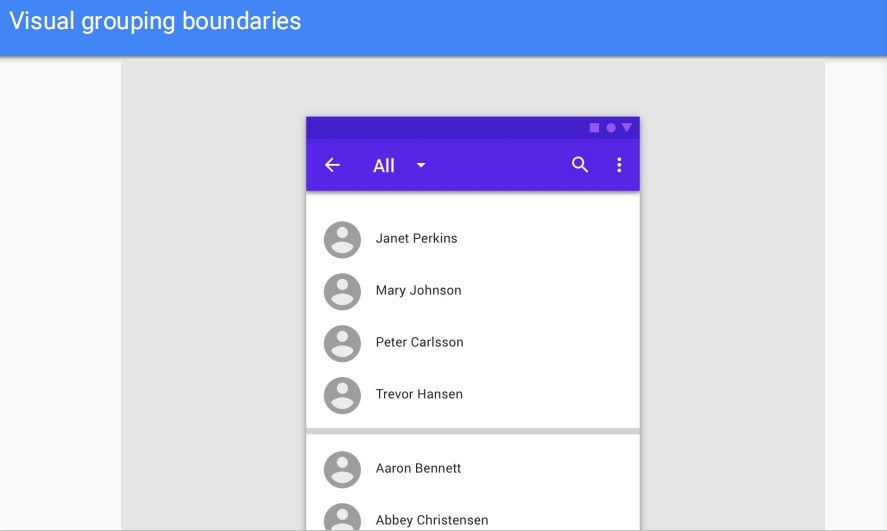 Visual grouping boundaries
All
Janet Perkins
Mary Johnson
Peter Carlsson
Trevor Hansen
Aaron Bennett
Abbey Christensen